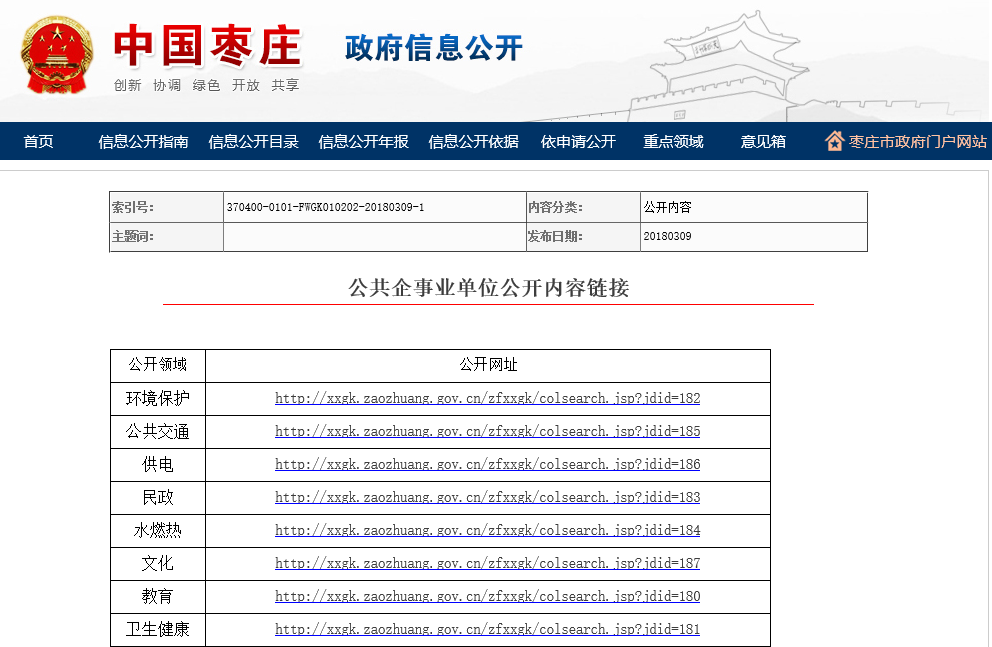 中国枣庄
政府信息公开
创新 协调 绿色 开放 共享
首页 信息公开指南 信息公开目录 信息公开年报 信息公开依据 依申请公开 重点领域 意见箱 枣庄市政府门户网站
索引号: 370400-0101-FWGK010202-20180309-1 内容分类: 公开内容
主题词: 发布日期: 20180309
公共企事业单位公开内容链接
公开领域 公开网址
环境保护 http://xxgk.zaozhuang.gov.cn/zfxxgk/colsearch.jsp?jdid=182
公共交通 http://xxgk.zaozhuang.gov.cn/zfxxgk/colsearch.jsp?jdid=185
供电 http://xxgk.zaozhuang.gov.cn/zfxxgk/colsearch.jsp?jdid=186
民政 http://xxgk.zaozhuang.gov.cn/zfxxgk/colsearch.jsp?jdid=183
水燃热 http://xxgk.zaozhuang.gov.cn/zfxxgk/colsearch.jsp?jdid=184
文化 http://xxgk.zaozhuang.gov.cn/zfxxgk/colsearch.jsp?jdid=187
教育 http://xxgk.zaozhuang.gov.cn/zfxxgk/colsearch.jsp?jdid=180
卫生健康 http://xxgk.zaozhuang.gov.cn/zfxxgk/colsearch.jsp?jdid=181